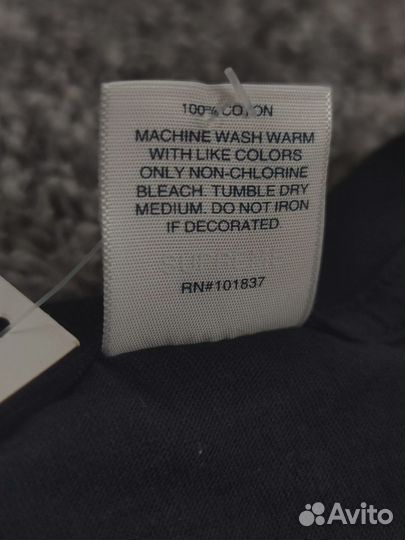 100% COTTON
MACHINE WASH WARM
WITH LIKE COLORS
ONLY NON-CHLORINE
BLEACH. TUMBLE DRY
MEDIUM. DO NOT IRON
IF DECORATED
SUPREME
RN#101837
Avito